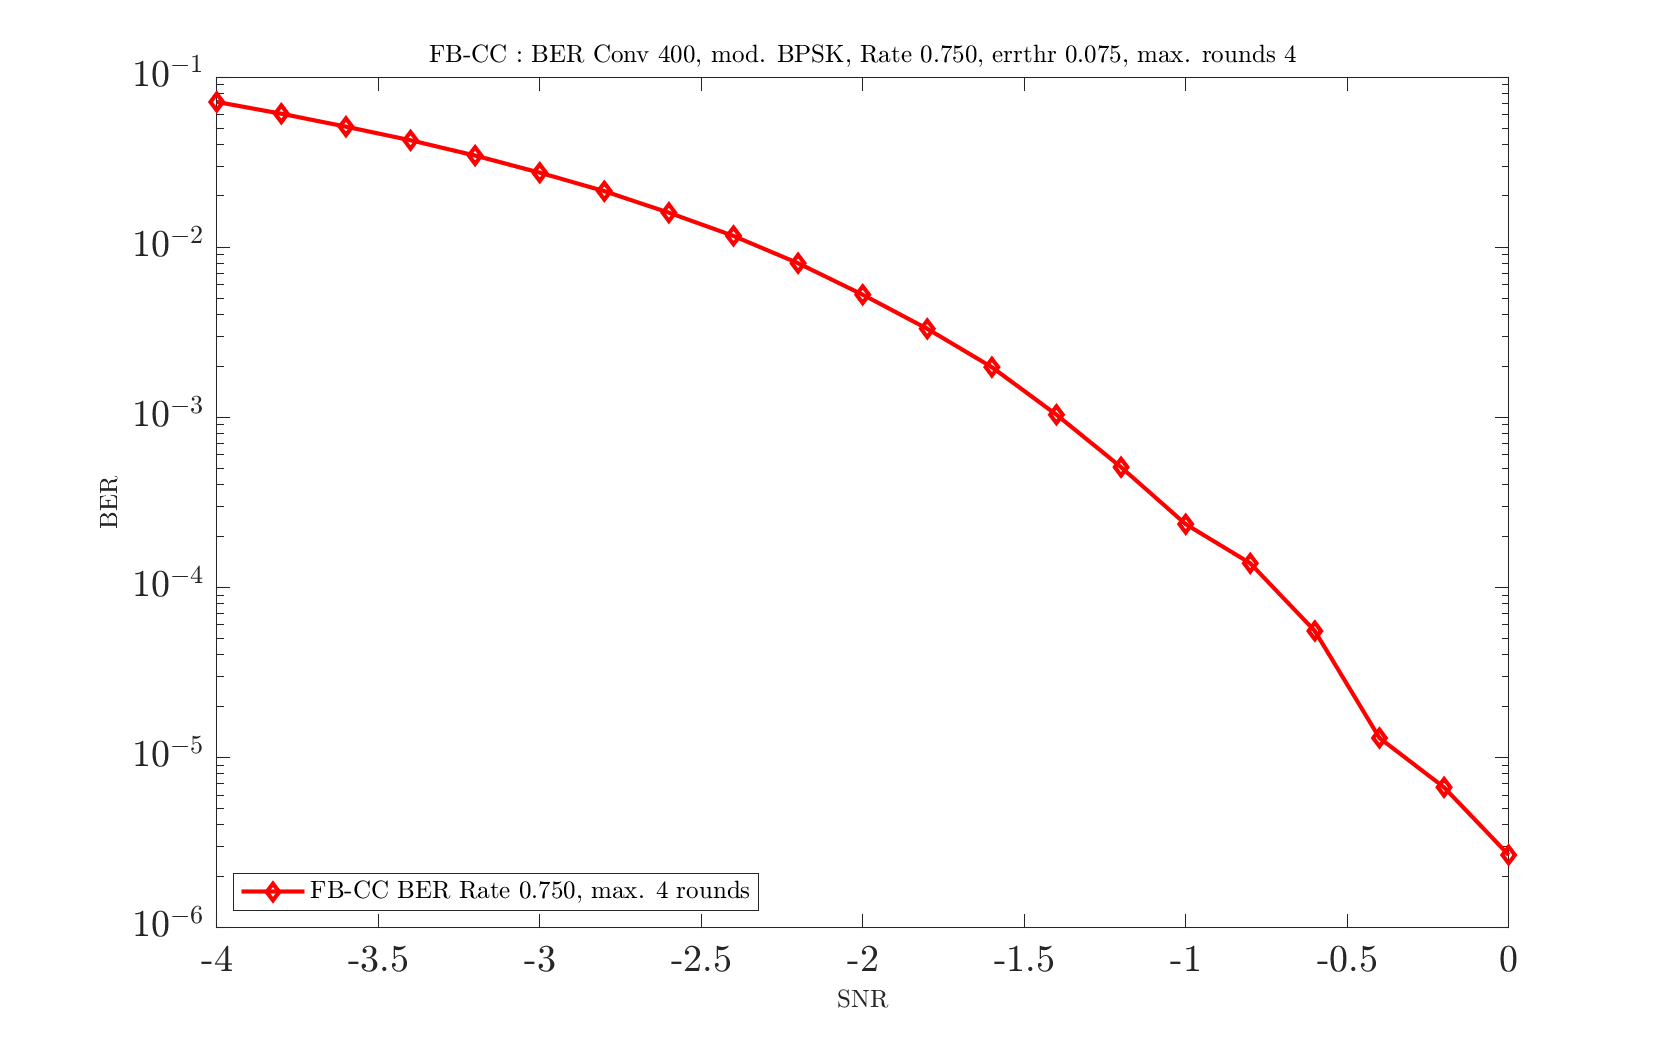 FB-CC : BER Conv 400, mod. BPSK, Rate 0.750, errthr 0.075, max. rounds 4
10⁻¹
10⁻²
10⁻³
10⁻⁴
10⁻⁵
10⁻⁶
BER
FB-CC BER Rate 0.750, max. 4 rounds
-4 -3.5 -3 -2.5 -2 -1.5 -1 -0.5 0
SNR